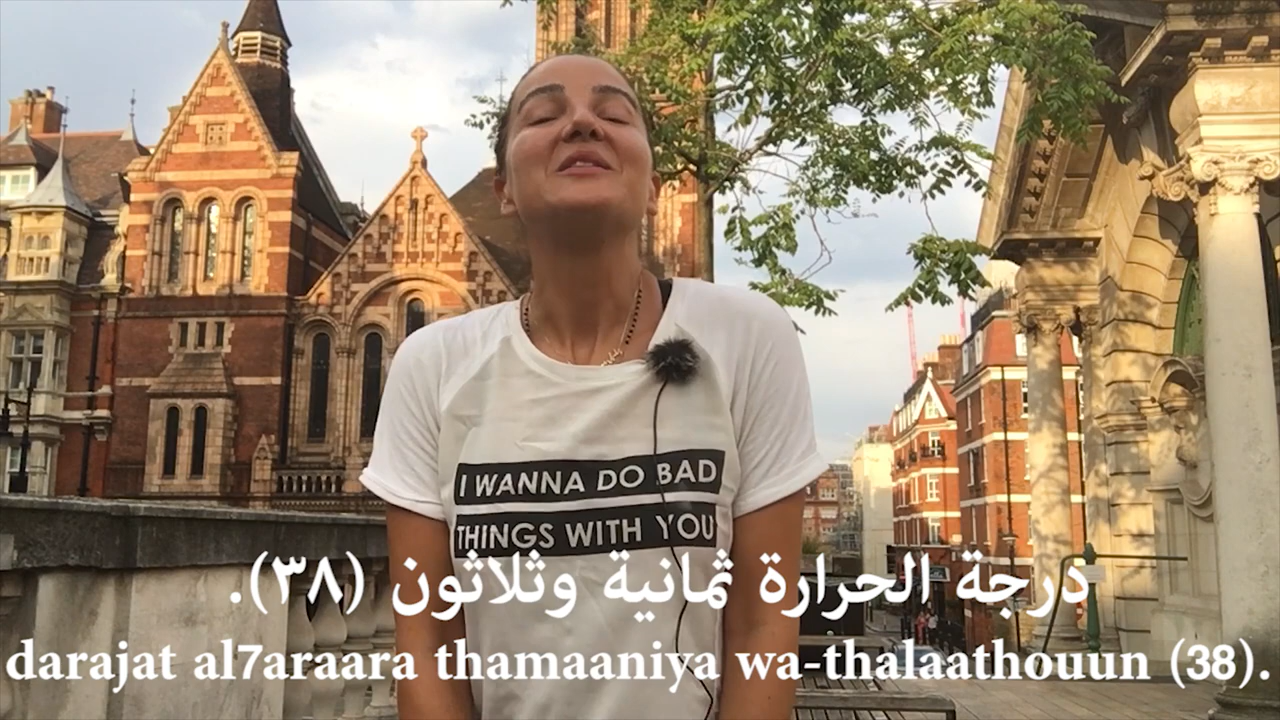 I WANNA DO BAD
THINGS WITH YOU
درجة الحرارة ثمانية وثلاثون (٣٨).
darajat al7araara thamaaniya wa-thalaathouun (38).